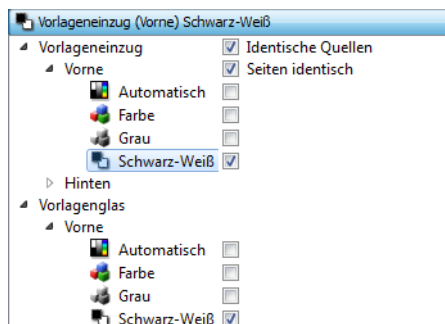 Vorlageneinzug (Vorne) Schwarz-Weiß
Vorlageneinzug Identische Quellen
Vorne Seiten identisch
Automatisch
Farbe
Grau
Schwarz-Weiß
Hinten
Vorlagenglas
Vorne
Automatisch
Farbe
Grau
Schwarz-Weiß